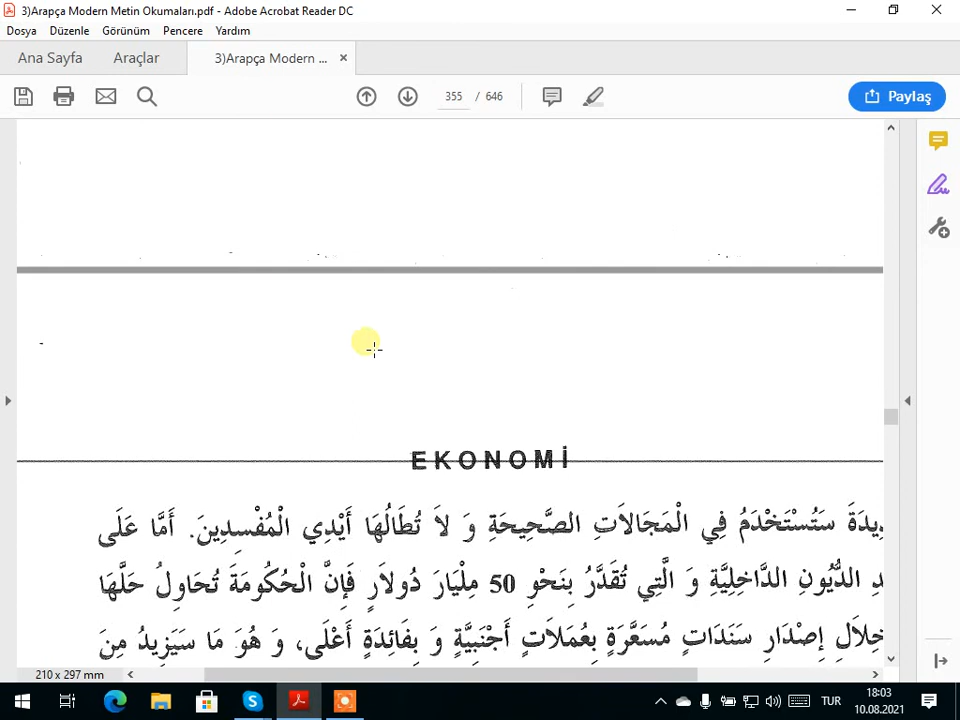 3)Arapça Modern Metin Okumaları.pdf - Adobe Acrobat Reader DC
Dosya Düzenle Görünüm Pencere Yardım
Ana Sayfa Araçlar 3)Arapça Modern ...
355 / 646 Paylaş
EKONOMİ
سَتُسْتَخْدَمُ فِي الْمَجَالاَتِ الصَّحِيحَةِ وَ لاَ تُطَالُهَا أَيْدِي الْمُفْسِدِينَ. أَمَّا عَلَى
الدُّيُونِ الدَّاخِلِيَّةِ وَ الَّتِي تُقَدَّرُ بِنَحْوِ 50 مِلْيَارَ دُولاَرٍ فَإِنَّ الْحُكُومَةَ تُحَاوِلُ حَلَّهَا
إِصْدَارِ سَنَدَاتٍ مُسَعَّرَةٍ بِعُمَلاَتٍ أَجْنَبِيَّةٍ وَ بِفَائِدَةٍ أَعْلَى، وَ هُوَ مَا سَيَزِيدُ مِنَ
210 x 297 mm
TUR 18:03
10.08.2021